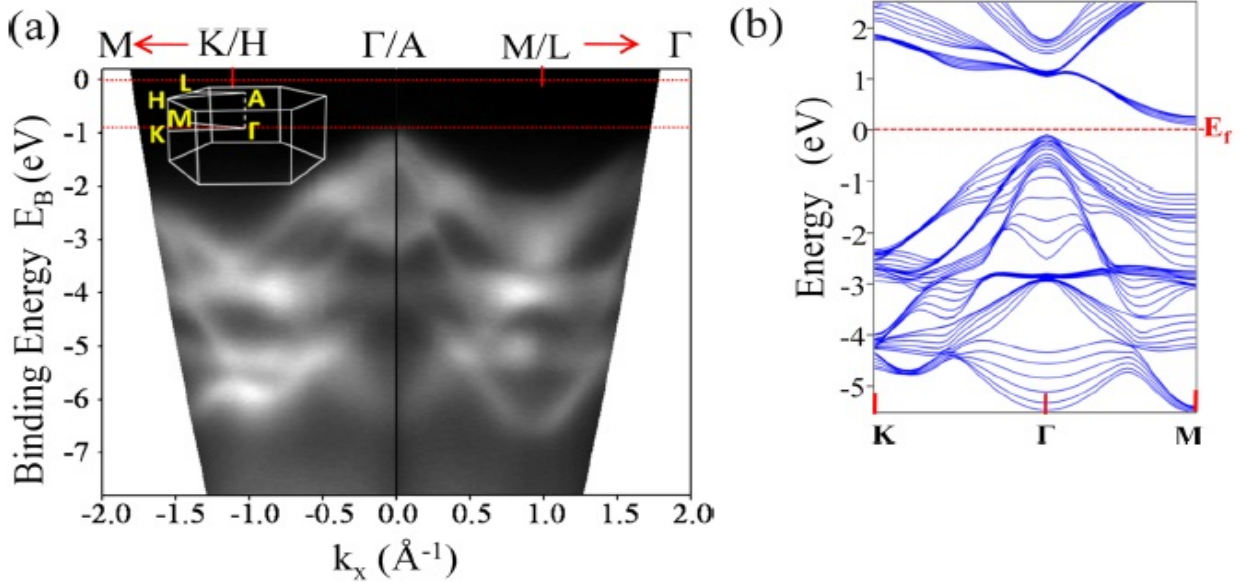 (a)
M ← K/H Γ/A M/L → Γ
Binding Energy E_B (eV)
0
-1
-2
-3
-4
-5
-6
-7
L
H
A
M
K
Γ
-2.0 -1.5 -1.0 -0.5 0.0 0.5 1.0 1.5 2.0
k_x (Å⁻¹)
(b)
Energy (eV)
2
1
0
-1
-2
-3
-4
-5
E_f
K Γ M